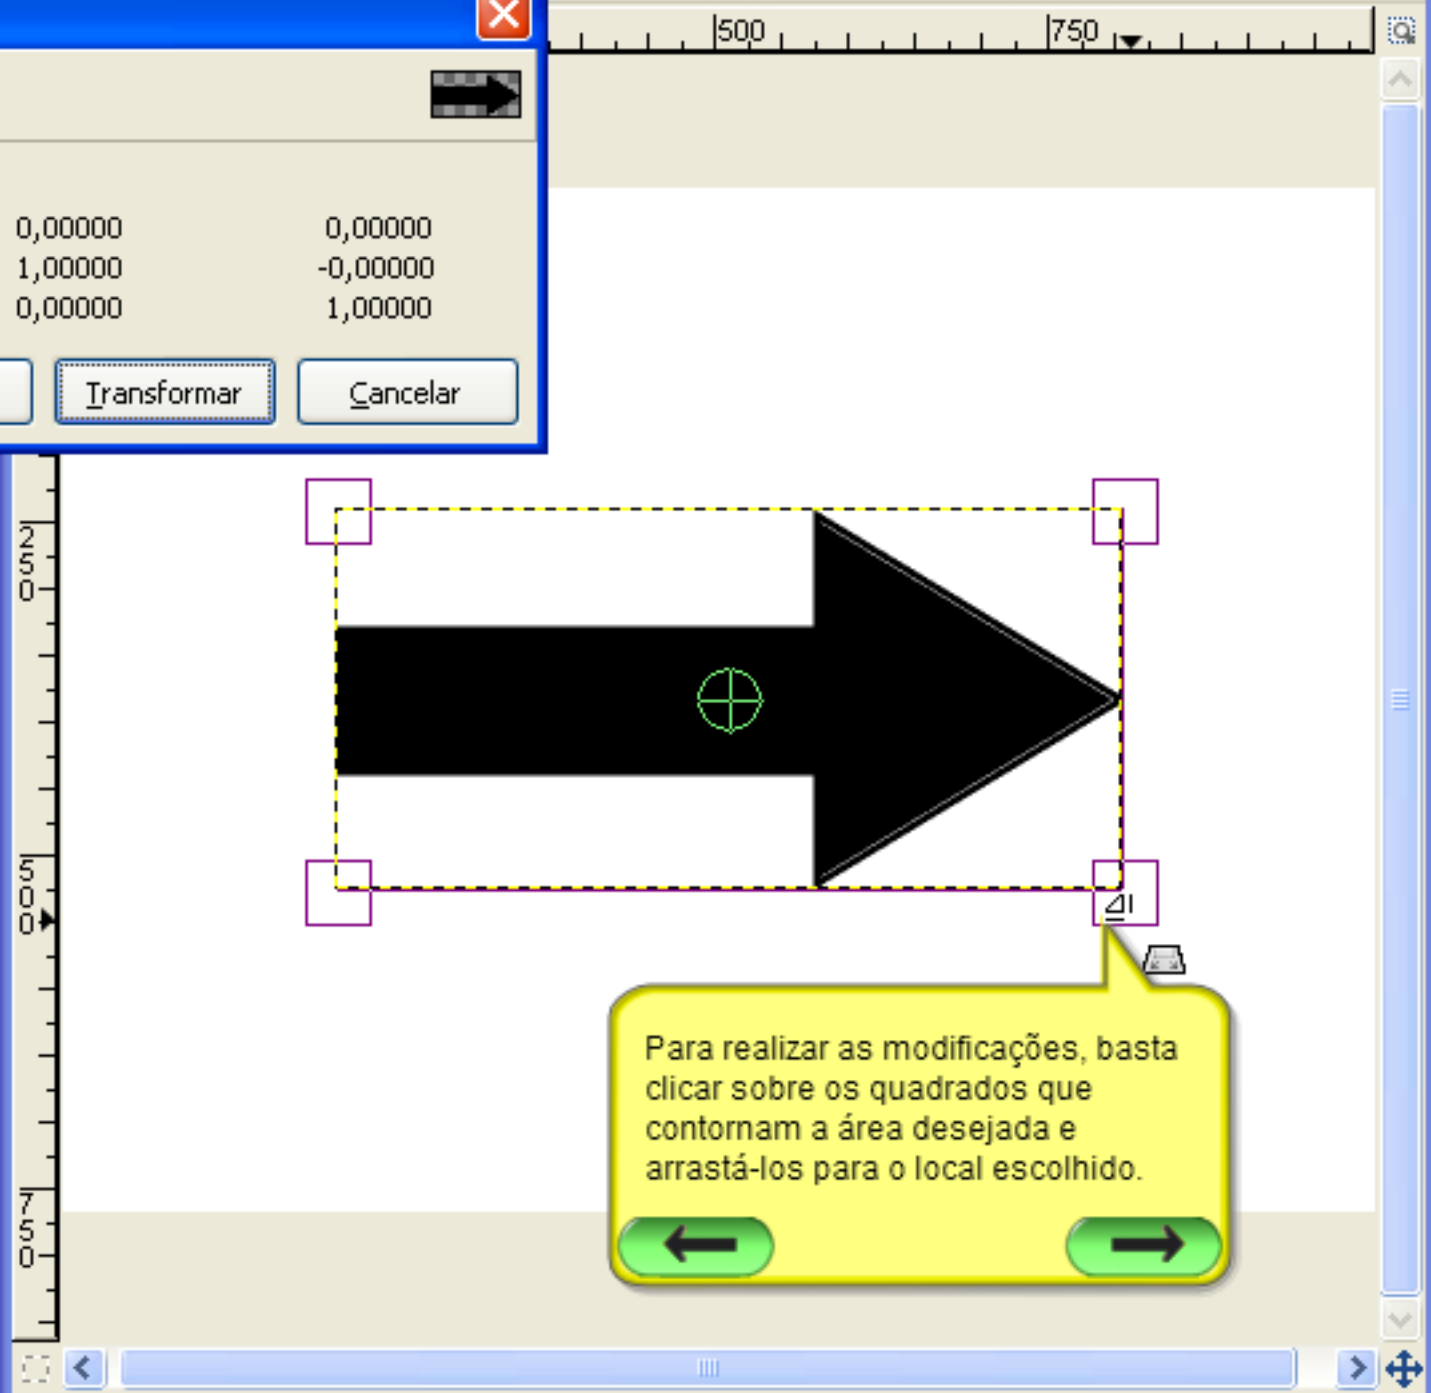 500 750
0,00000 0,00000
1,00000 -0,00000
0,00000 1,00000
Transformar Cancelar
250
500
750
Para realizar as modificações, basta
clicar sobre os quadrados que
contornam a área desejada e
arrastá-los para o local escolhido.